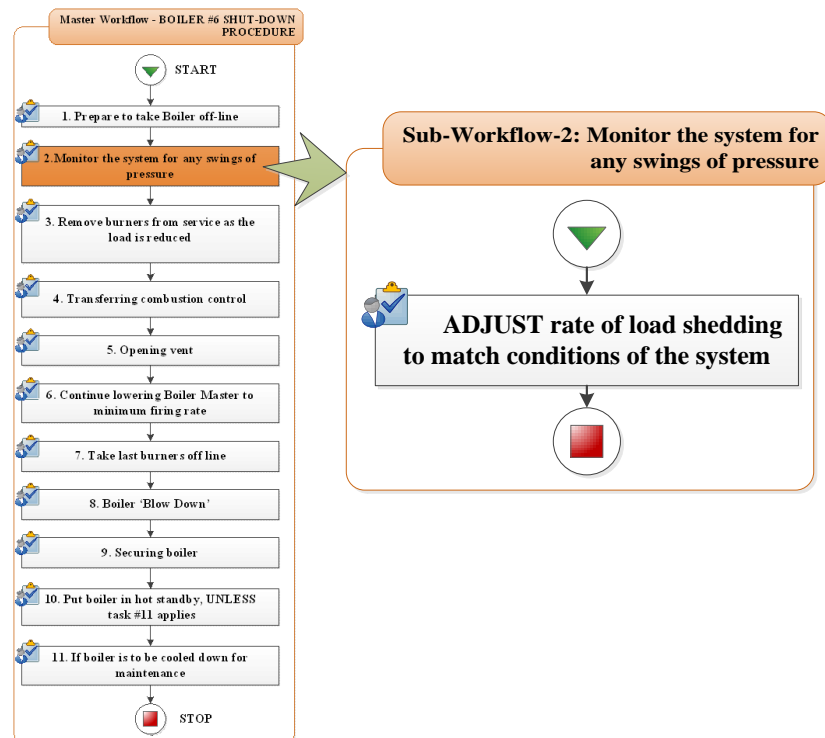 Master Workflow - BOILER #6 SHUT-DOWN
PROCEDURE
START
1. Prepare to take Boiler off-line
2.Monitor the system for any swings of
pressure
3. Remove burners from service as the
load is reduced
4. Transferring combustion control
5. Opening vent
6. Continue lowering Boiler Master to
minimum firing rate
7. Take last burners off line
8. Boiler ‘Blow Down’
9. Securing boiler
10. Put boiler in hot standby, UNLESS
task #11 applies
11. If boiler is to be cooled down for
maintenance
STOP
Sub-Workflow-2: Monitor the system for
any swings of pressure
ADJUST rate of load shedding
to match conditions of the system